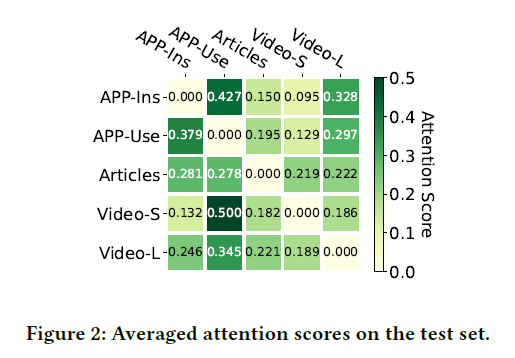 APP-Ins APP-Use Articles Video-S Video-L
APP-Ins 0.000 0.427 0.150 0.095 0.328
APP-Use 0.379 0.000 0.195 0.129 0.297
Articles 0.281 0.278 0.000 0.219 0.222
Video-S 0.132 0.500 0.182 0.000 0.186
Video-L 0.246 0.345 0.221 0.189 0.000
0.5
0.4
0.3
0.2
0.1
0.0
Attention Score
Figure 2: Averaged attention scores on the test set.